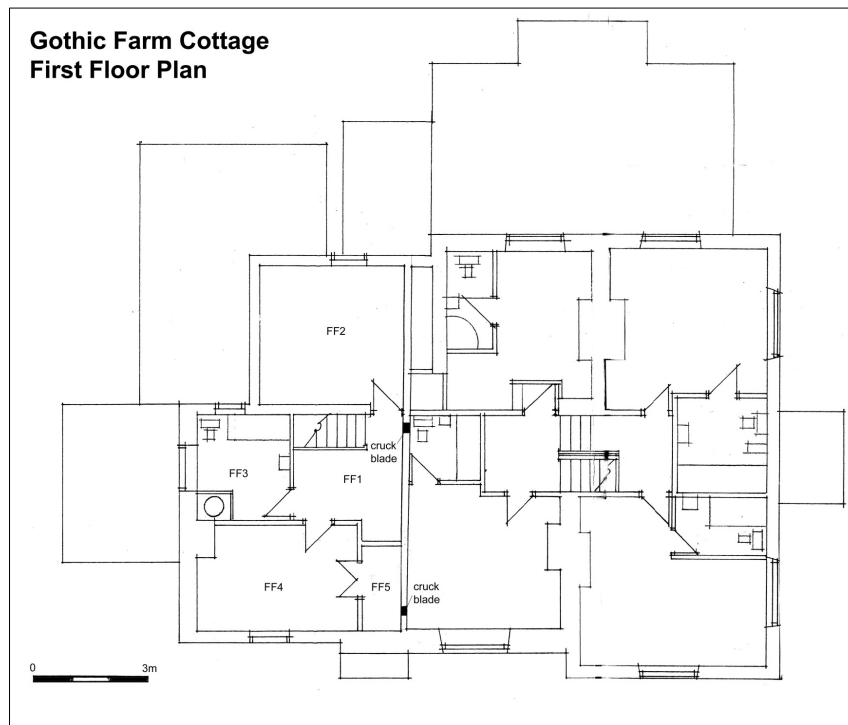 Gothic Farm Cottage
First Floor Plan
FF2
cruck
blade
FF3
FF1
FF4
FF5
cruck
blade
0
3m